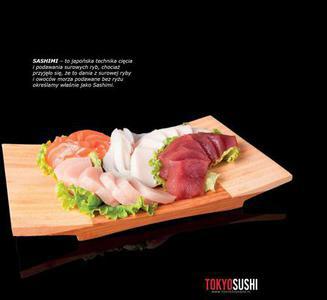 SASHIMI – to japońska technika cięcia
i podawania surowych ryb, chociaż
przyjęło się, że to dania z surowej ryby
i owoców morza podawane bez ryżu
określamy właśnie jako Sashimi.
TOKYOSUSHI